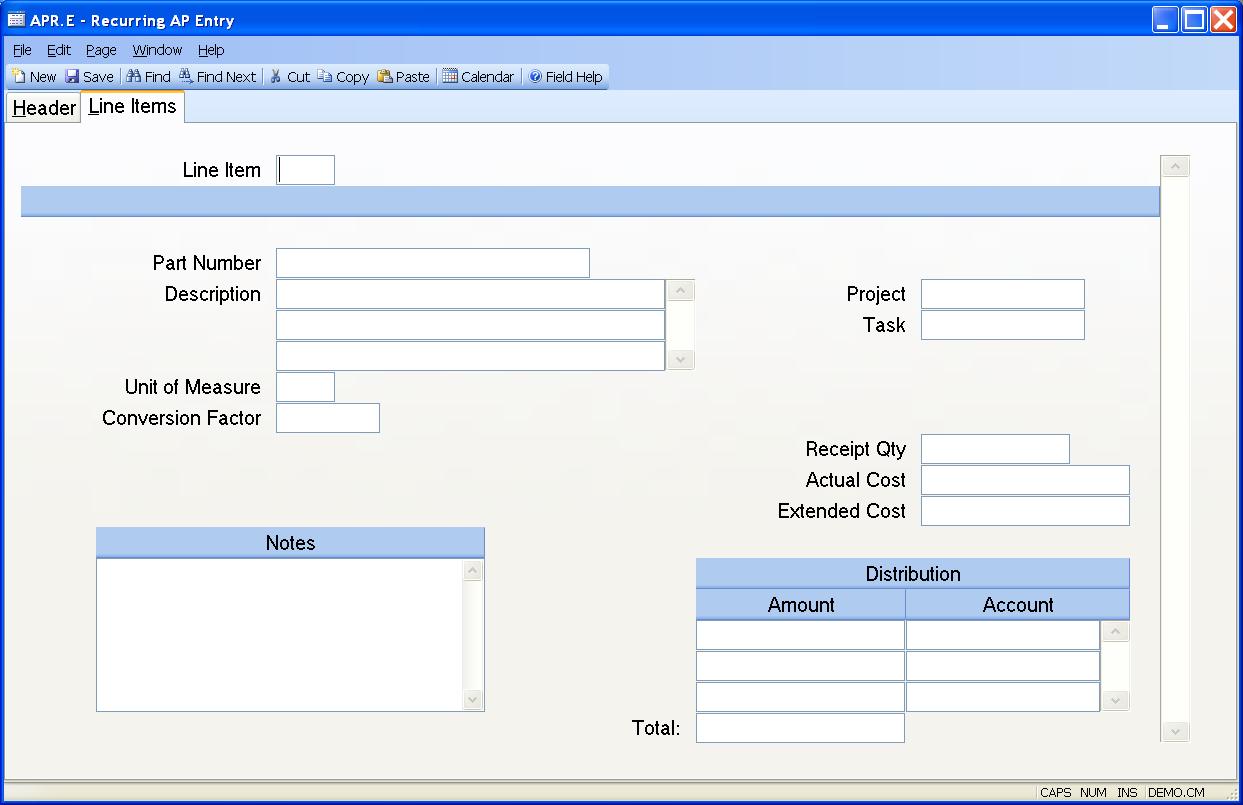 APR.E - Recurring AP Entry
File Edit Page Window Help
New Save Find Find Next Cut Copy Paste Calendar Field Help
Header Line Items
Line Item
Part Number
Description
Project
Task
Unit of Measure
Conversion Factor
Receipt Qty
Actual Cost
Extended Cost
Notes
Distribution
Amount Account
Total:
CAPS NUM INS DEMO.CM